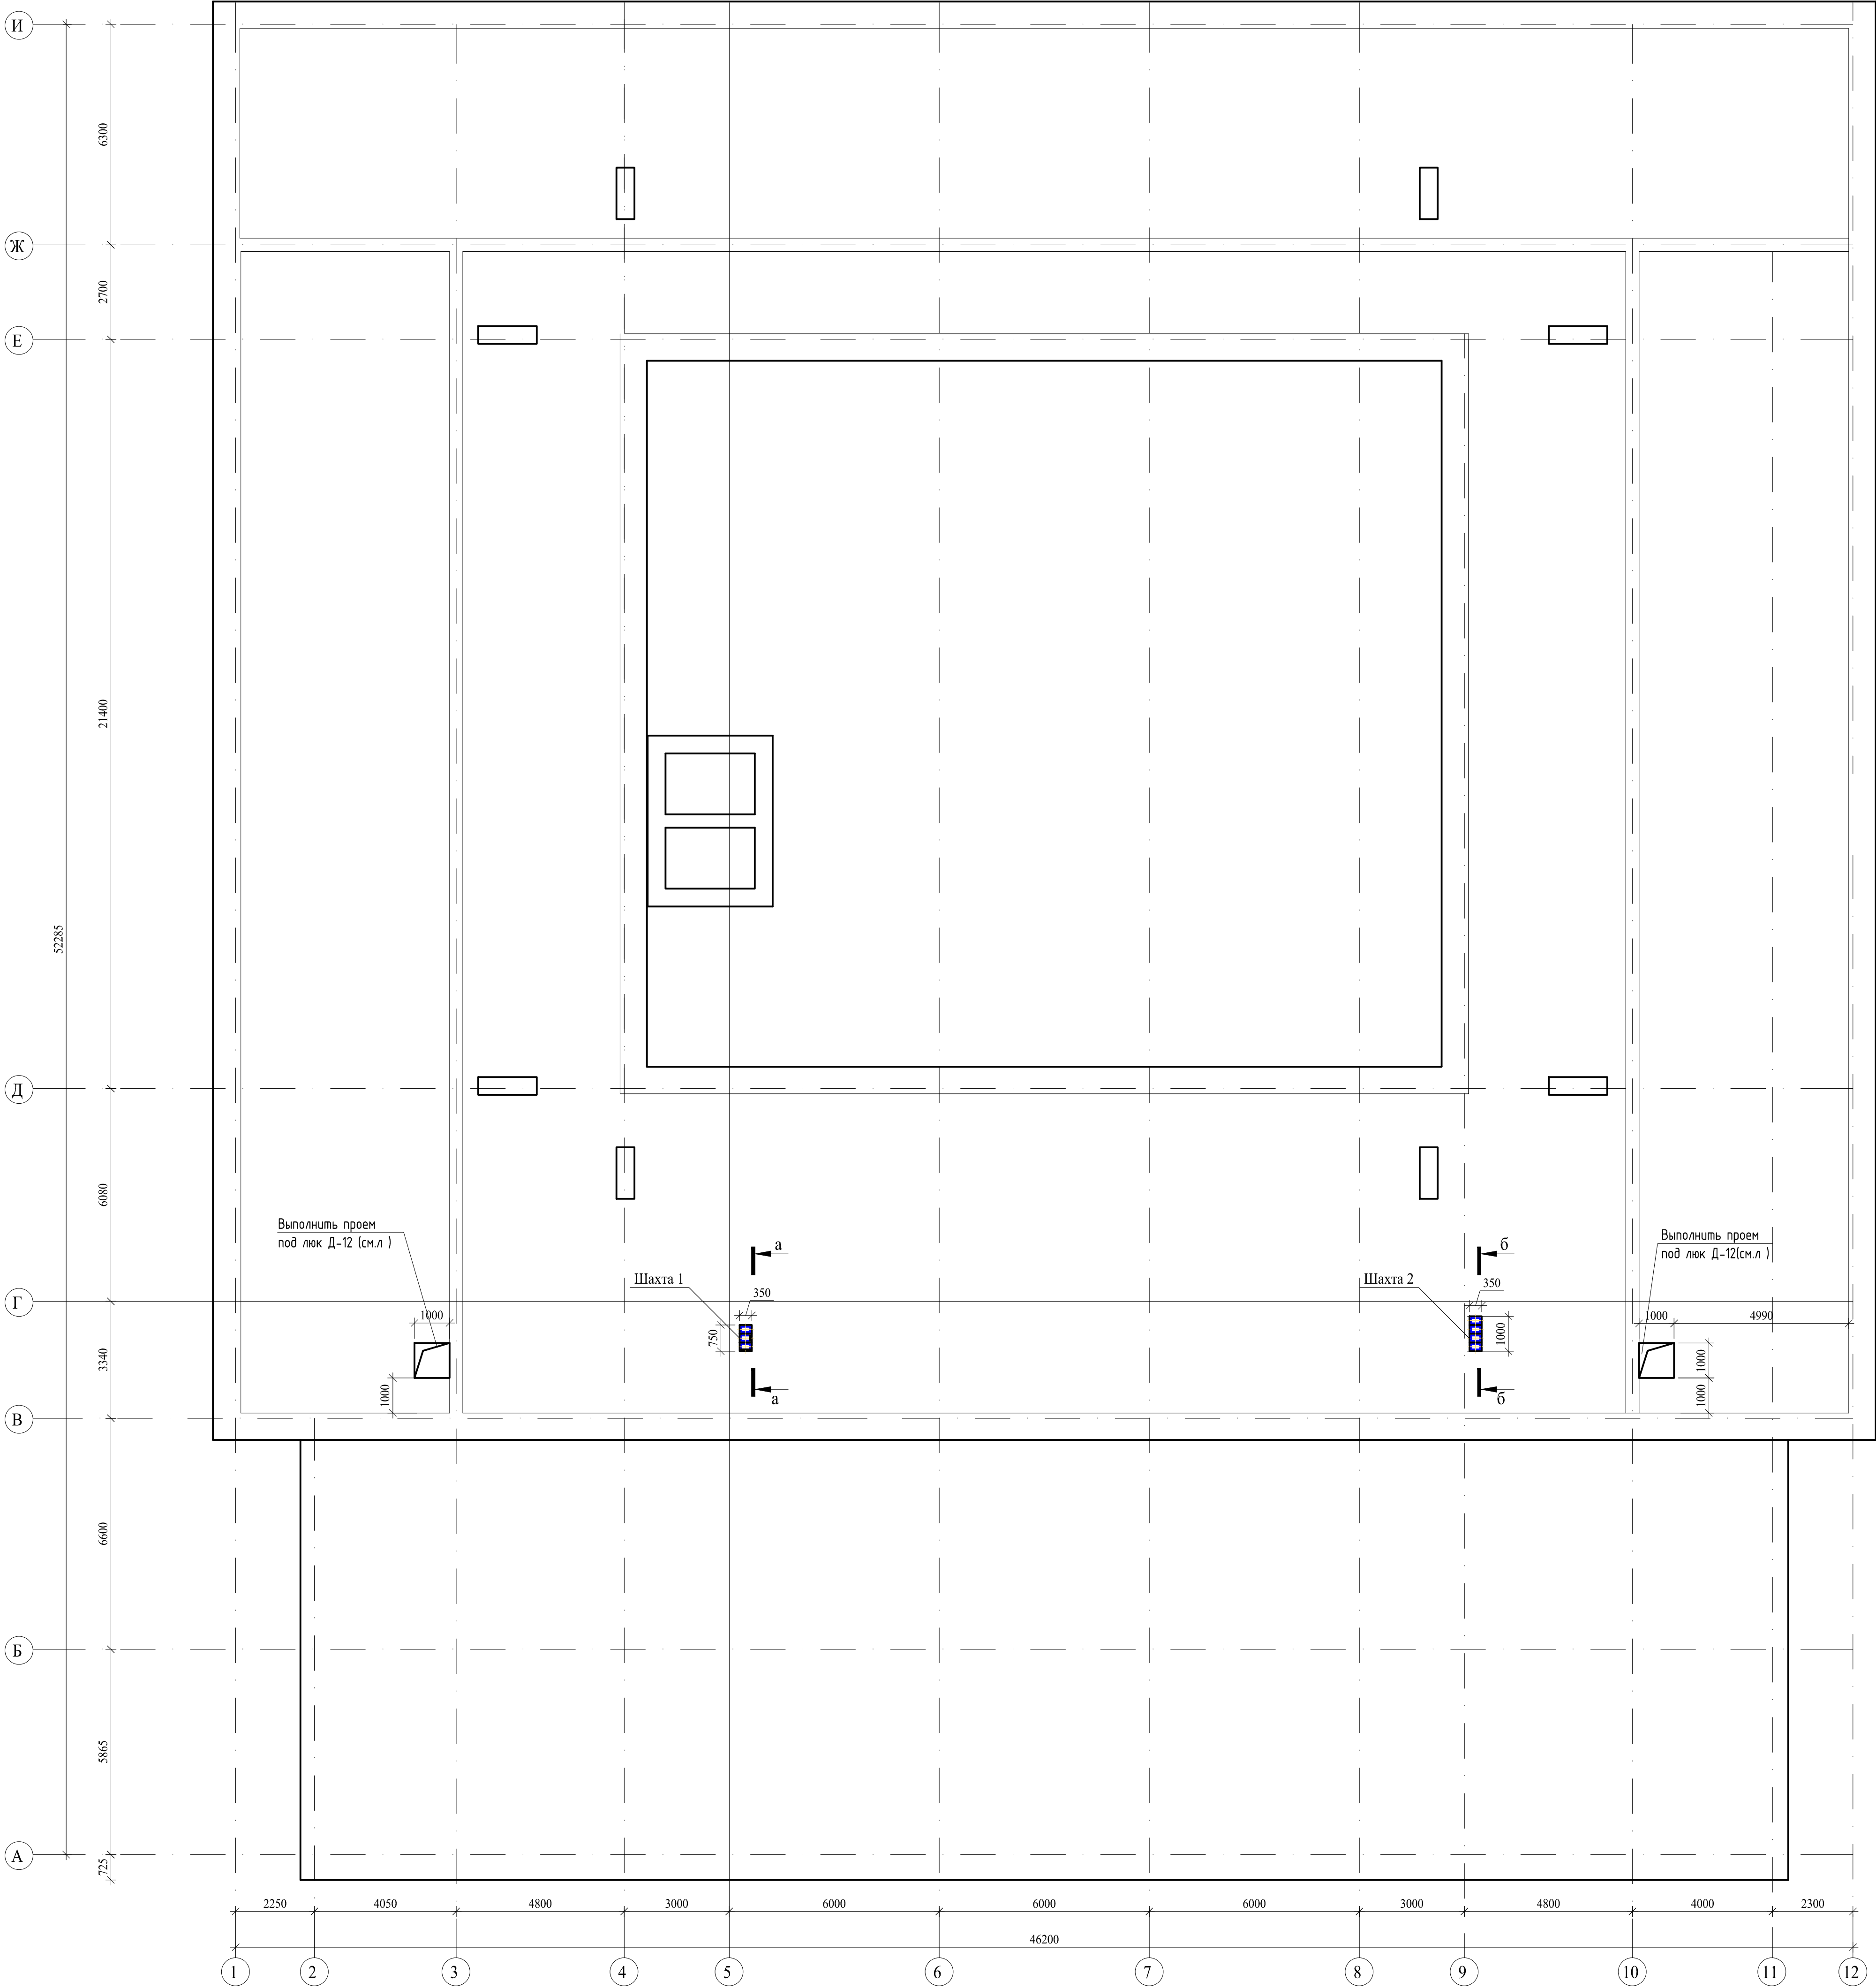 И
6300
Ж
2700
Е
21400
52285
Д
6080
Выполнить проем
под люк Д-12 (см.л )
Выполнить проем
под люк Д-12(см.л )
а
б
Шахта 1
Шахта 2
350
350
Г
1000
1000
4990
750
1000
3340
1000
1000
1000
а
б
В
6600
Б
5865
А
725
2250
4050
4800
3000
6000
6000
6000
3000
4800
4000
2300
46200
1
2
3
4
5
6
7
8
9
10
11
12